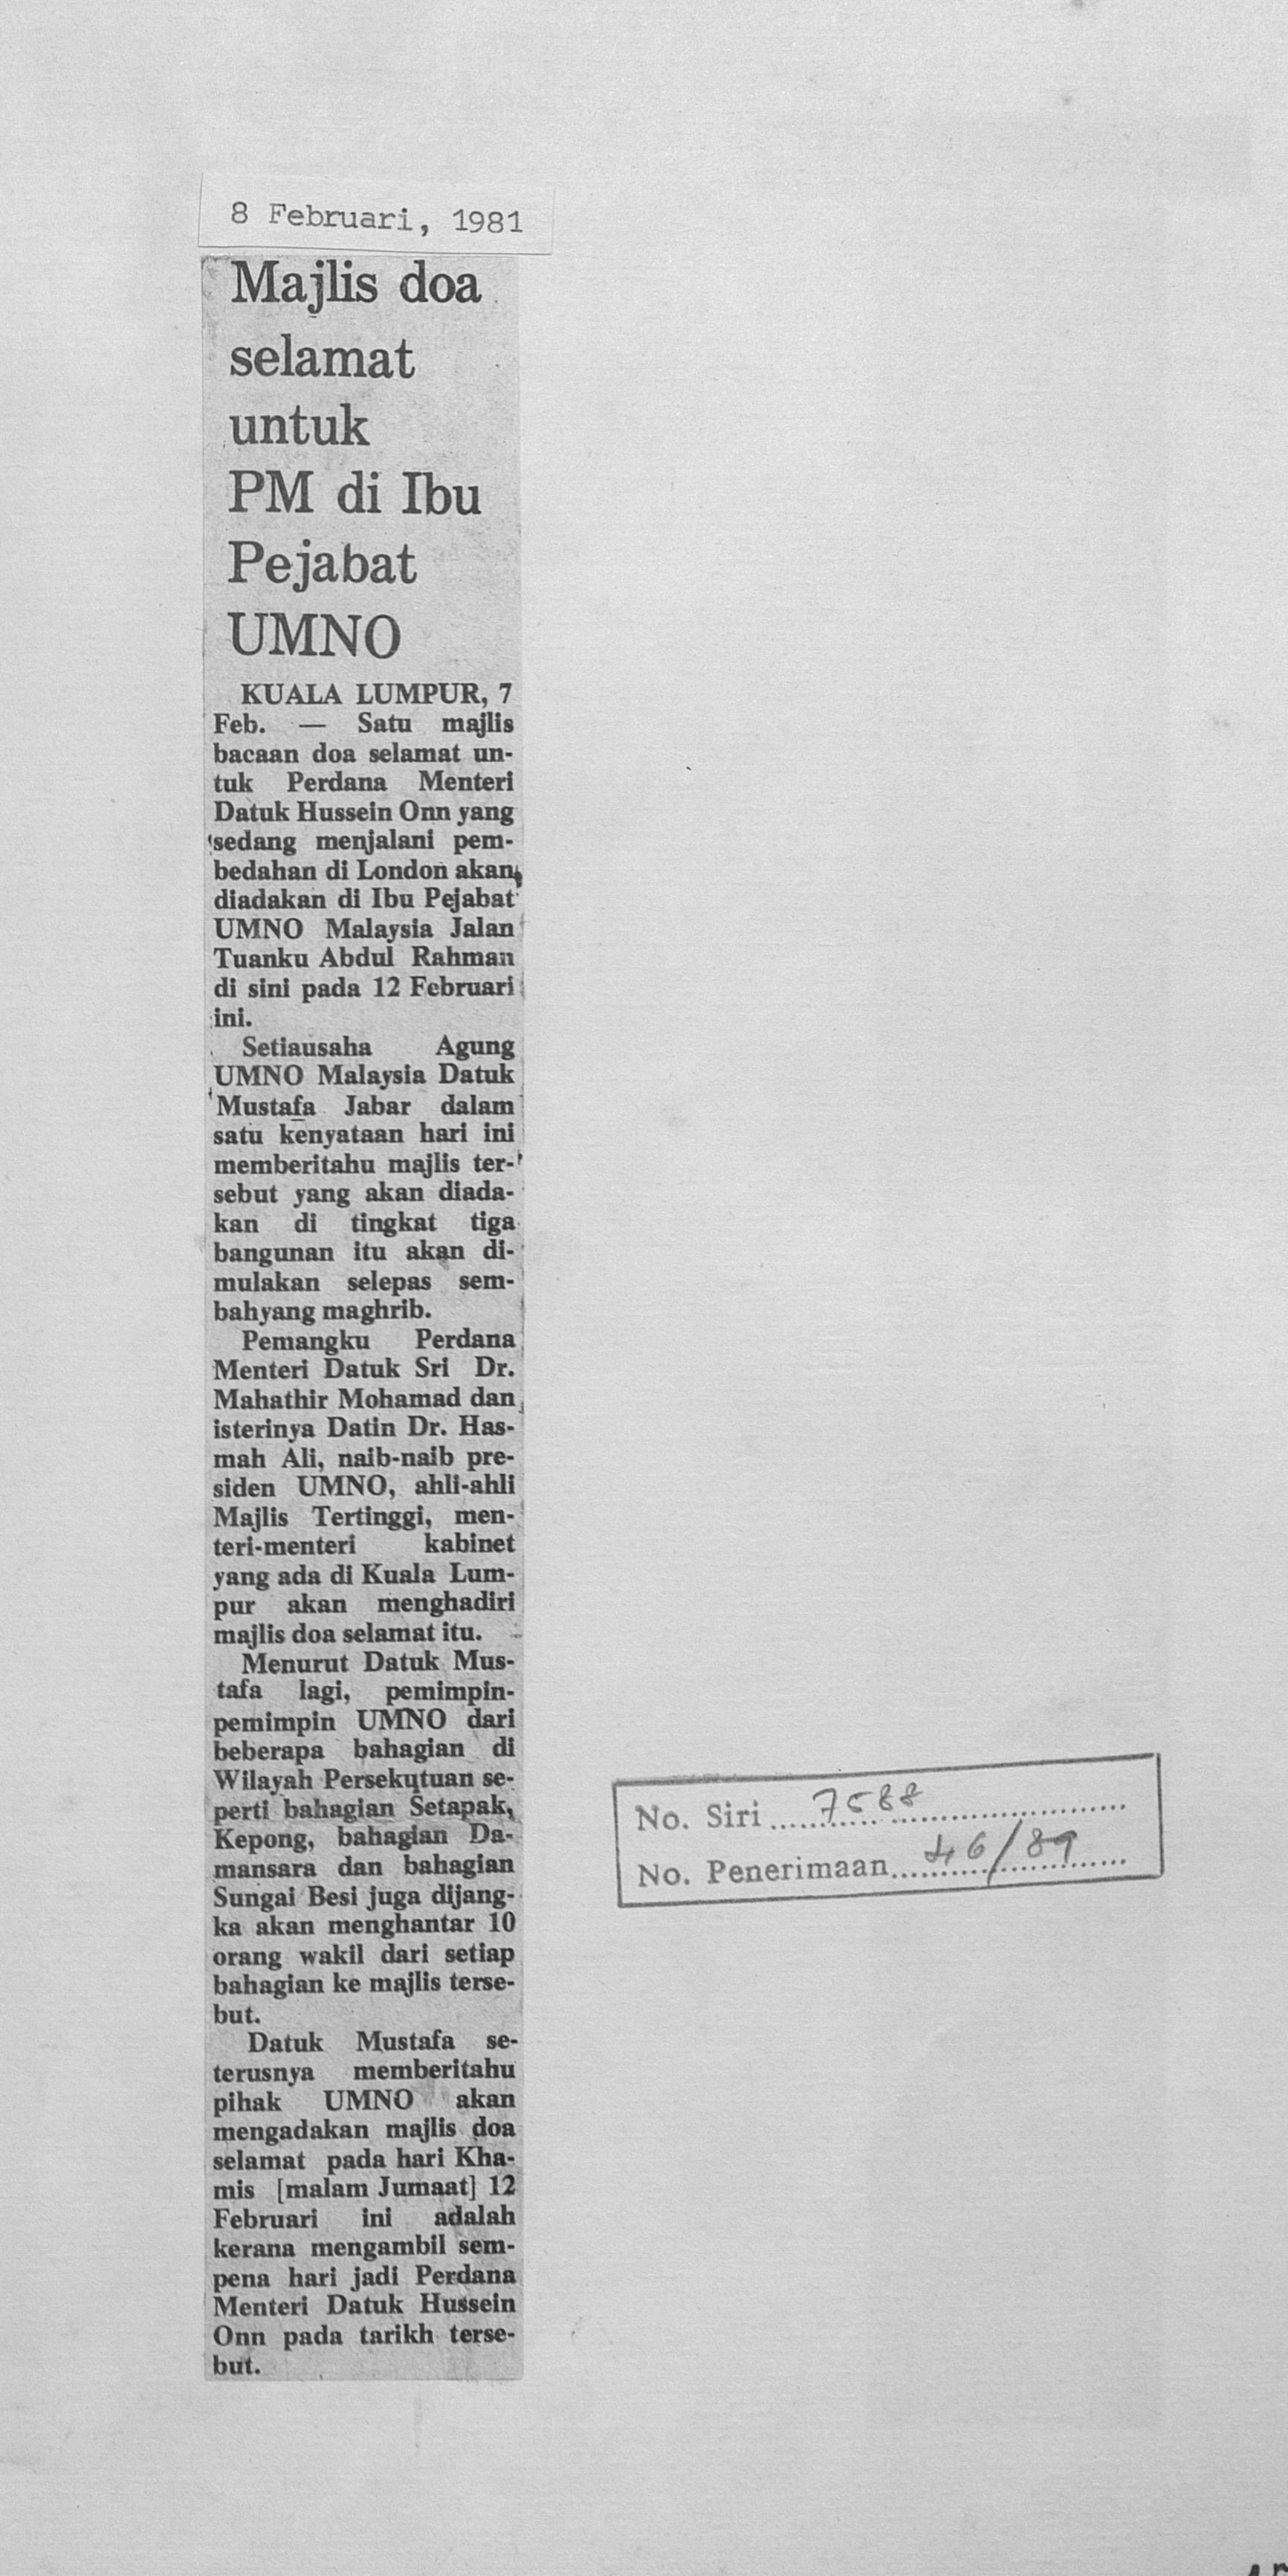 8 Februari, 1981
Majlis doa
selamat
untuk
PM di Ibu
Pejabat
UMNO
KUALA LUMPUR, 7
Feb. — Satu majlis
bacaan doa selamat un-
tuk Perdana Menteri
Datuk Hussein Onn yang
sedang menjalani pem-
bedahan di London akan
diadakan di Ibu Pejabat
UMNO Malaysia Jalan
Tuanku Abdul Rahman
di sini pada 12 Februari
ini.
Setiausaha Agung
UMNO Malaysia Datuk
Mustafa Jabar dalam
satu kenyataan hari ini
memberitahu majlis ter-
sebut yang akan diada-
kan di tingkat tiga
bangunan itu akan di-
mulakan selepas sem-
bahyang maghrib.
Pemangku Perdana
Menteri Datuk Sri Dr.
Mahathir Mohamad dan
isterinya Datin Dr. Has-
mah Ali, naib-naib pre-
siden UMNO, ahli-ahli
Majlis Tertinggi, men-
teri-menteri kabinet
yang ada di Kuala Lum-
pur akan menghadiri
majlis doa selamat itu.
Menurut Datuk Mus-
tafa lagi, pemimpin-
pemimpin UMNO dari
beberapa bahagian di
Wilayah Persekutuan se-
perti bahagian Setapak,
Kepong, bahagian Da-
mansara dan bahagian
Sungai Besi juga dijang-
ka akan menghantar 10
orang wakil dari setiap
bahagian ke majlis terse-
but.
Datuk Mustafa se-
terusnya memberitahu
pihak UMNO akan
mengadakan majlis doa
selamat pada hari Kha-
mis [malam Jumaat] 12
Februari ini adalah
kerana mengambil sem-
pena hari jadi Perdana
Menteri Datuk Hussein
Onn pada tarikh terse-
but.
No. Siri 7588
No. Penerimaan 46/89